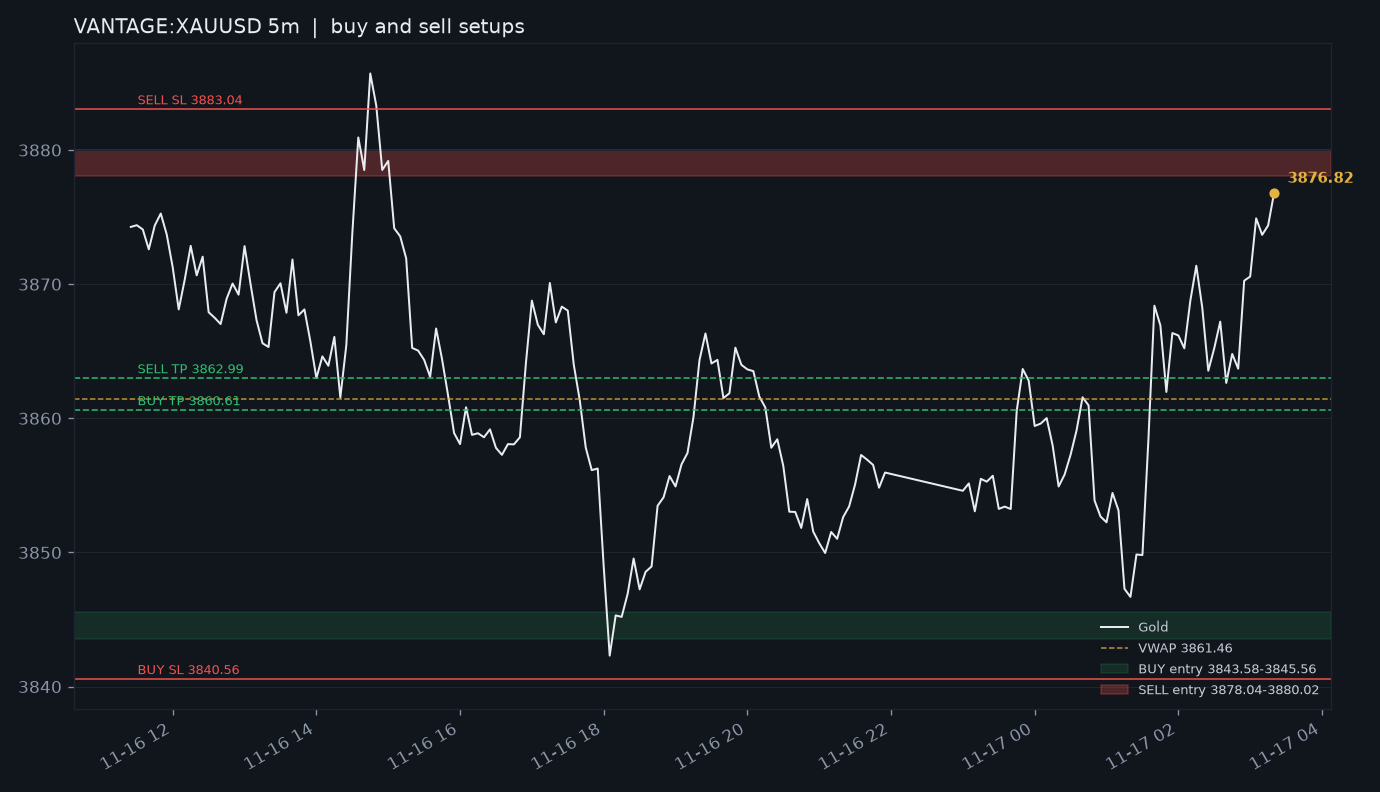 VANTAGE:XAUUSD 5m | buy and sell setups
SELL SL 3883.04
3880
3876.82
3870
SELL TP 3862.99
BUY TP 3860.61
3860
3850
Gold
VWAP 3861.46
BUY SL 3840.56
BUY entry 3843.58-3845.56
3840
SELL entry 3878.04-3880.02
11-16 12
11-16 14
11-16 16
11-16 18
11-16 20
11-16 22
11-17 00
11-17 02
11-17 04